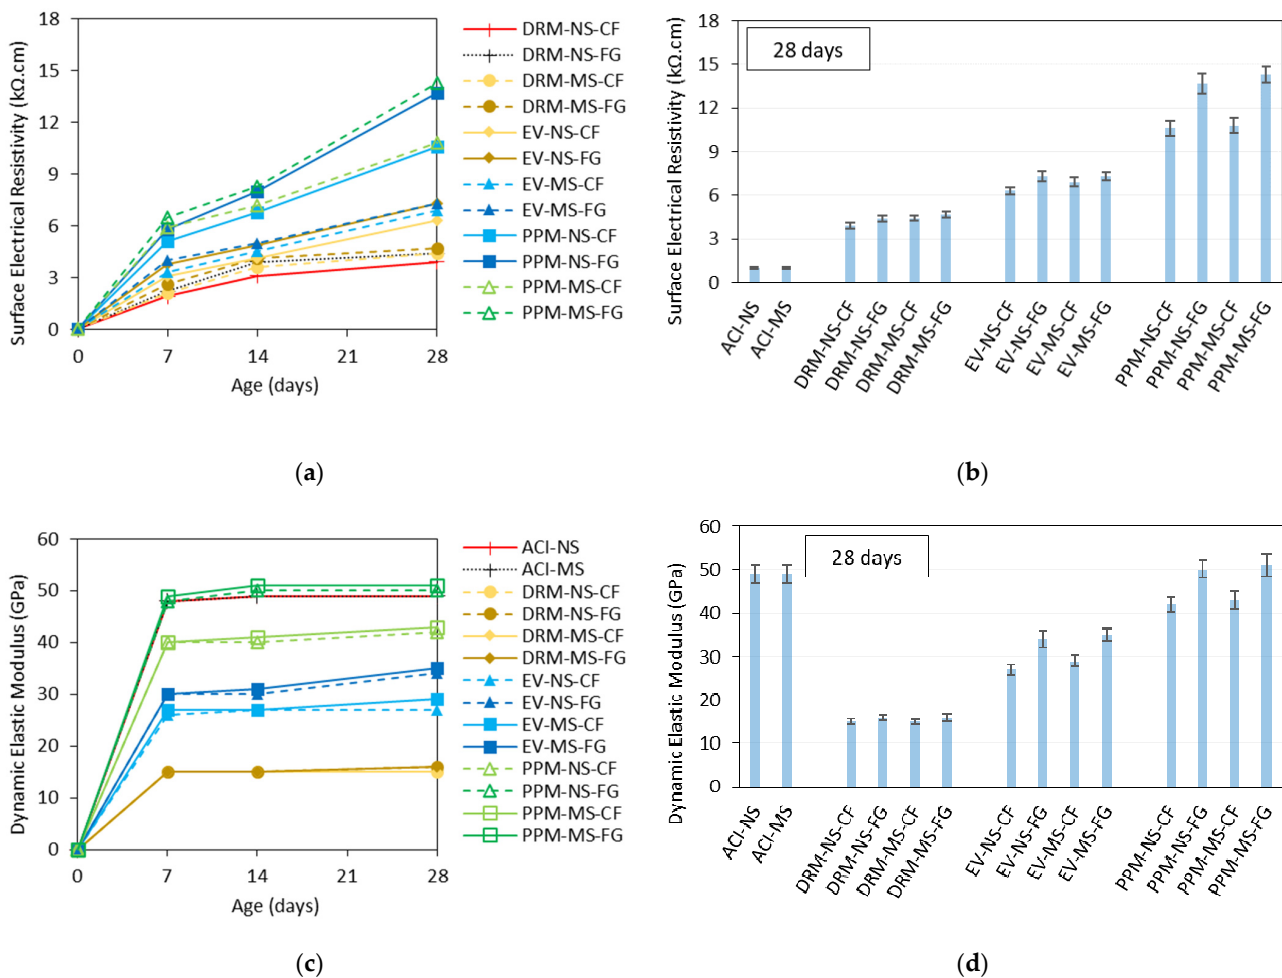 18
15
12
9
6
3
0
0 7 14 21 28
Surface Electrical Resistivity (kΩ.cm)
Age (days)
DRM-NS-CF
DRM-NS-FG
DRM-MS-CF
DRM-MS-FG
EV-NS-CF
EV-NS-FG
EV-MS-CF
EV-MS-FG
PPM-NS-CF
PPM-NS-FG
PPM-MS-CF
PPM-MS-FG
(a)
28 days
18
15
12
9
6
3
0
Surface Electrical Resistivity (kΩ.cm)
ACI-NS
ACI-MS
DRM-NS-CF
DRM-NS-FG
DRM-MS-CF
DRM-MS-FG
EV-NS-CF
EV-NS-FG
EV-MS-CF
EV-MS-FG
PPM-NS-CF
PPM-NS-FG
PPM-MS-CF
PPM-MS-FG
(b)
60
50
40
30
20
10
0
0 7 14 21 28
Dynamic Elastic Modulus (GPa)
Age (days)
ACI-NS
ACI-MS
DRM-NS-CF
DRM-NS-FG
DRM-MS-CF
DRM-MS-FG
EV-NS-CF
EV-NS-FG
EV-MS-CF
EV-MS-FG
PPM-NS-CF
PPM-NS-FG
PPM-MS-CF
PPM-MS-FG
(c)
28 days
60
50
40
30
20
10
0
Dynamic Elastic Modulus (GPa)
ACI-NS
ACI-MS
DRM-NS-CF
DRM-NS-FG
DRM-MS-CF
DRM-MS-FG
EV-NS-CF
EV-NS-FG
EV-MS-CF
EV-MS-FG
PPM-NS-CF
PPM-NS-FG
PPM-MS-CF
PPM-MS-FG
(d)